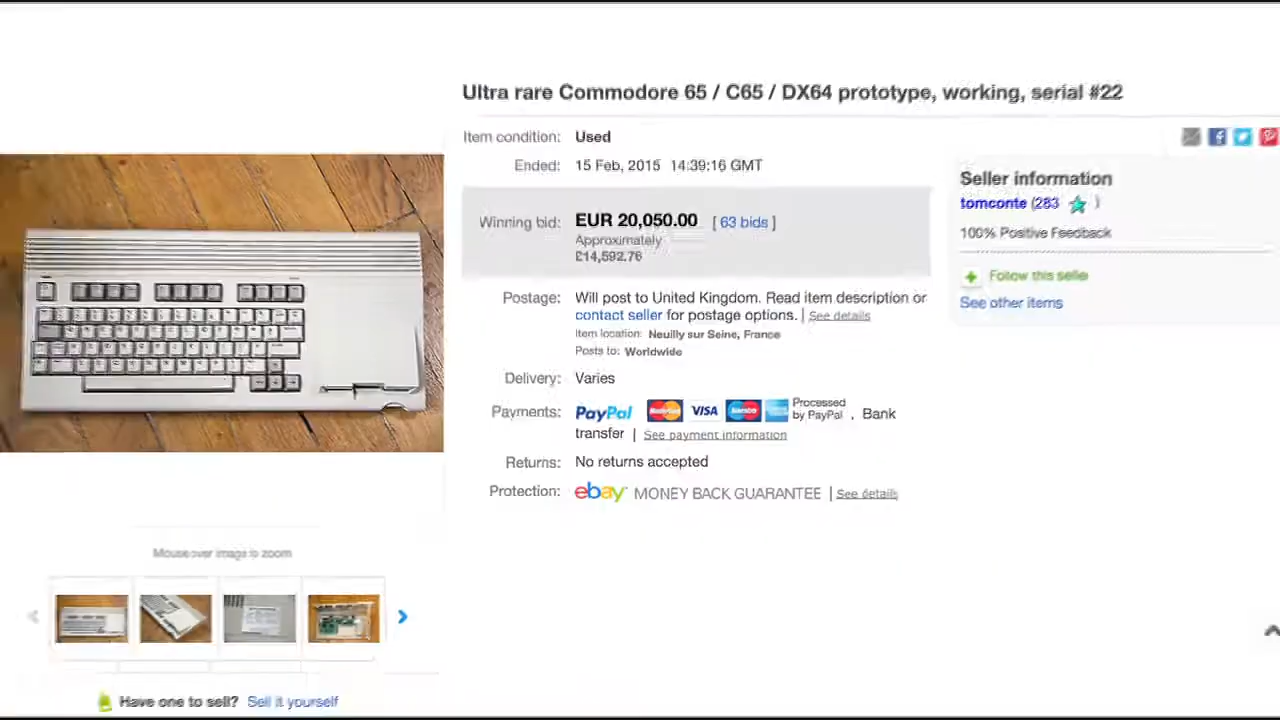 Ultra rare Commodore 65 / C65 / DX64 prototype, working, serial #22
Item condition: Used
Ended: 15 Feb, 2015 14:39:16 GMT
Winning bid: EUR 20,050.00 [ 63 bids ]
Approximately
£14,592.76
Postage: Will post to United Kingdom. Read item description or
contact seller for postage options. | See details
Item location: Neuilly sur Seine, France
Posts to: Worldwide
Delivery: Varies
Payments: PayPal MasterCard VISA Maestro Processed
by PayPal , Bank
transfer | See payment information
Returns: No returns accepted
Protection: ebay MONEY BACK GUARANTEE | See details
Seller information
tomconte (283 )
100% Positive Feedback
Follow this seller
See other items
Mouse over image to zoom
Have one to sell? Sell it yourself